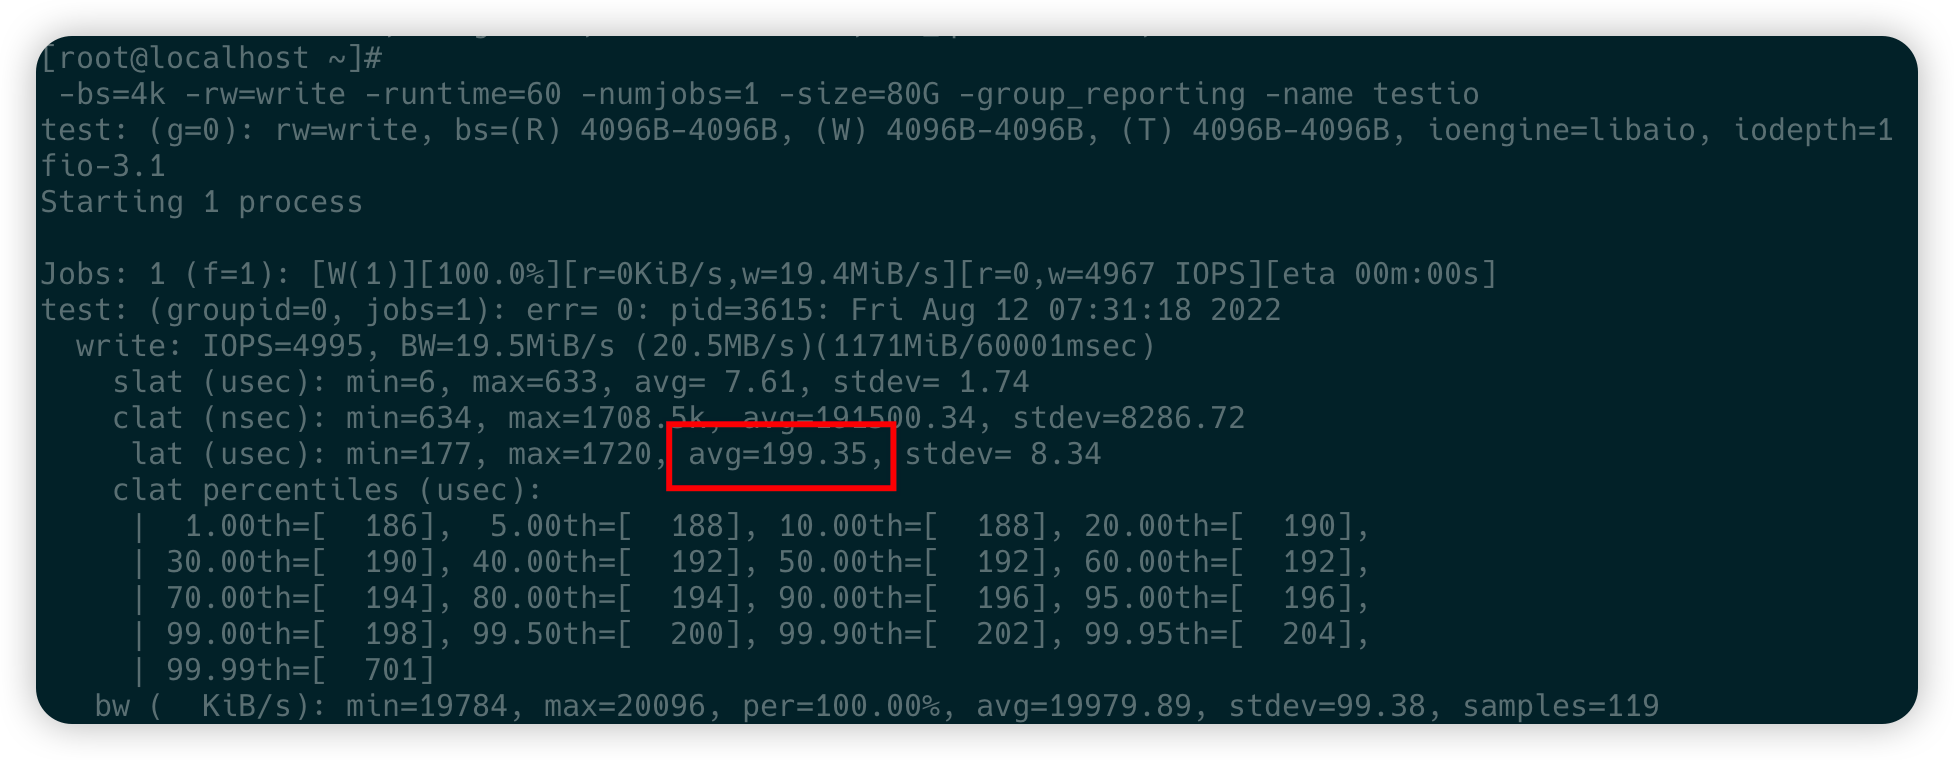 [root@localhost ~]#
-bs=4k -rw=write -runtime=60 -numjobs=1 -size=80G -group_reporting -name testio
test: (g=0): rw=write, bs=(R) 4096B-4096B, (W) 4096B-4096B, (T) 4096B-4096B, ioengine=libaio, iodepth=1
fio-3.1
Starting 1 process
Jobs: 1 (f=1): [W(1)][100.0%][r=0KiB/s,w=19.4MiB/s][r=0,w=4967 IOPS][eta 00m:00s]
test: (groupid=0, jobs=1): err= 0: pid=3615: Fri Aug 12 07:31:18 2022
write: IOPS=4995, BW=19.5MiB/s (20.5MB/s)(1171MiB/60001msec)
slat (usec): min=6, max=633, avg= 7.61, stdev= 1.74
clat (nsec): min=634, max=1708.5k, avg=191500.34, stdev=8286.72
lat (usec): min=177, max=1720, avg=199.35, stdev= 8.34
clat percentiles (usec):
| 1.00th=[ 186], 5.00th=[ 188], 10.00th=[ 188], 20.00th=[ 190],
| 30.00th=[ 190], 40.00th=[ 192], 50.00th=[ 192], 60.00th=[ 192],
| 70.00th=[ 194], 80.00th=[ 194], 90.00th=[ 196], 95.00th=[ 196],
| 99.00th=[ 198], 99.50th=[ 200], 99.90th=[ 202], 99.95th=[ 204],
| 99.99th=[ 701]
bw ( KiB/s): min=19784, max=20096, per=100.00%, avg=19979.89, stdev=99.38, samples=119